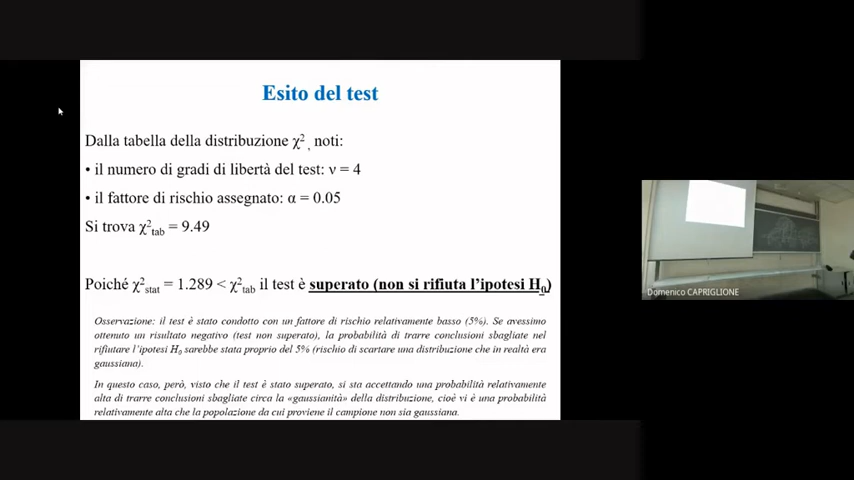 Esito del test
Dalla tabella della distribuzione χ², noti:
• il numero di gradi di libertà del test: ν = 4
• il fattore di rischio assegnato: α = 0.05
Si trova χ²tab = 9.49
Poiché χ²stat = 1.289 < χ²tab il test è superato (non si rifiuta l'ipotesi H0)
Osservazione: il test è stato condotto con un fattore di rischio relativamente basso (5%). Se avessimo
ottenuto un risultato negativo (test non superato), la probabilità di trarre conclusioni sbagliate nel
rifiutare l'ipotesi H0 sarebbe stata proprio del 5% (rischio di scartare una distribuzione che in realtà era
gaussiana).
In questo caso, però, visto che il test è stato superato, si sta accettando una probabilità relativamente
alta di trarre conclusioni sbagliate circa la «gaussianità» della distribuzione, cioè vi è una probabilità
relativamente alta che la popolazione da cui proviene il campione non sia gaussiana.
Domenico CAPRIGLIONE